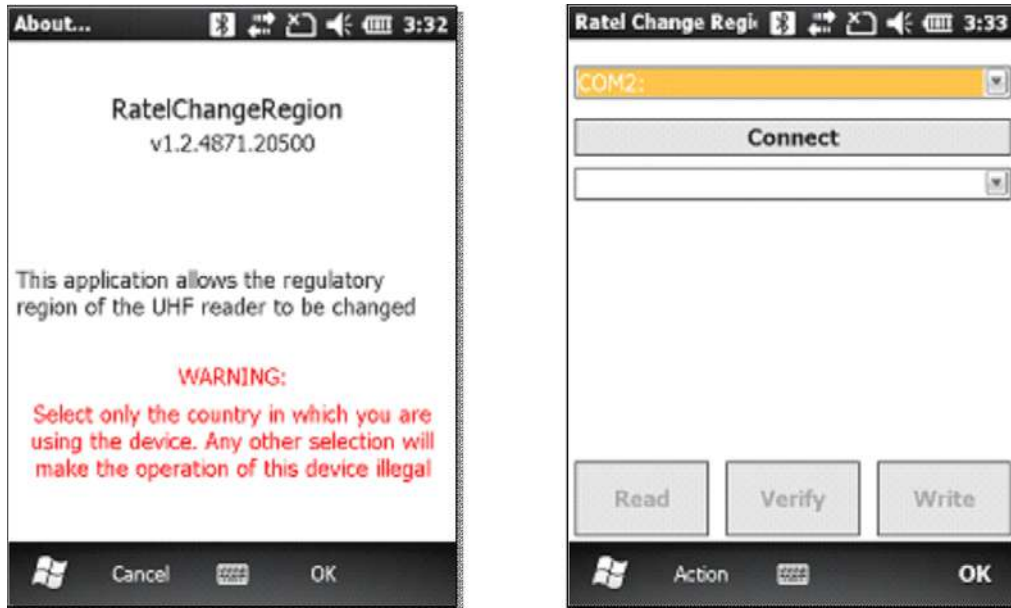 About... 3:32
RatelChangeRegion
v1.2.4871.20500
This application allows the regulatory
region of the UHF reader to be changed
WARNING:
Select only the country in which you are
using the device. Any other selection will
make the operation of this device illegal
Cancel OK
Ratel Change Regi 3:33
COM2:
Connect
Read Verify Write
Action OK